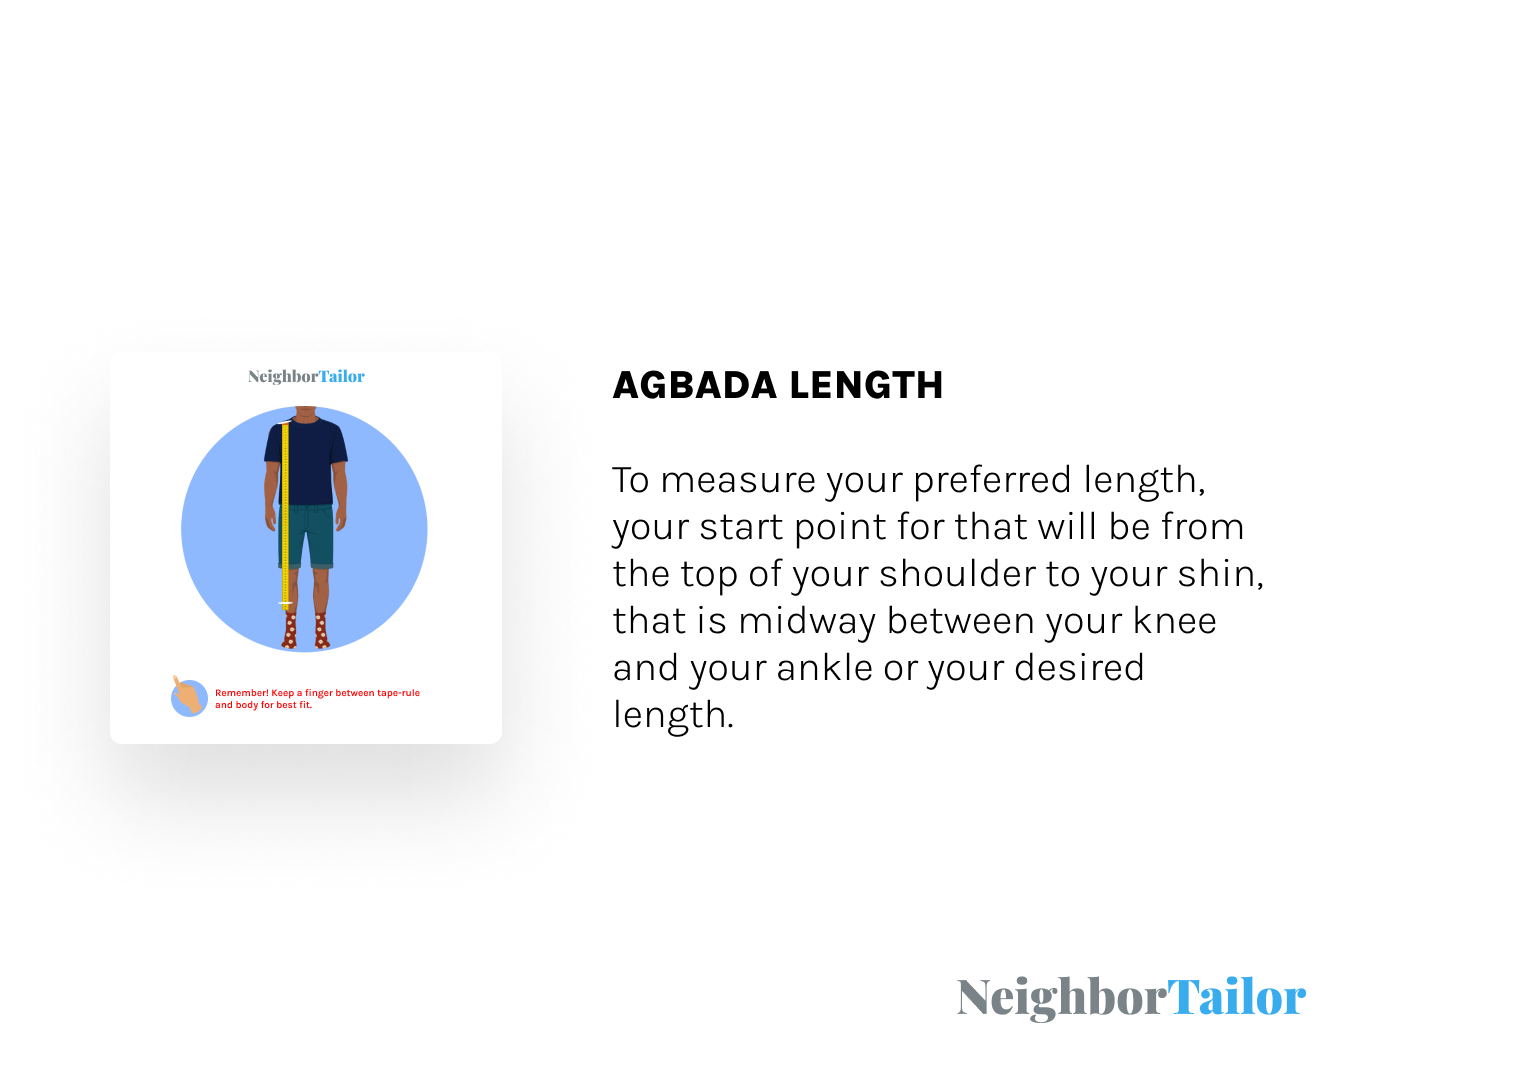 NeighborTailor
Remember! Keep a finger between tape-rule
and body for best fit.
AGBADA LENGTH
To measure your preferred length,
your start point for that will be from
the top of your shoulder to your shin,
that is midway between your knee
and your ankle or your desired
length.
NeighborTailor